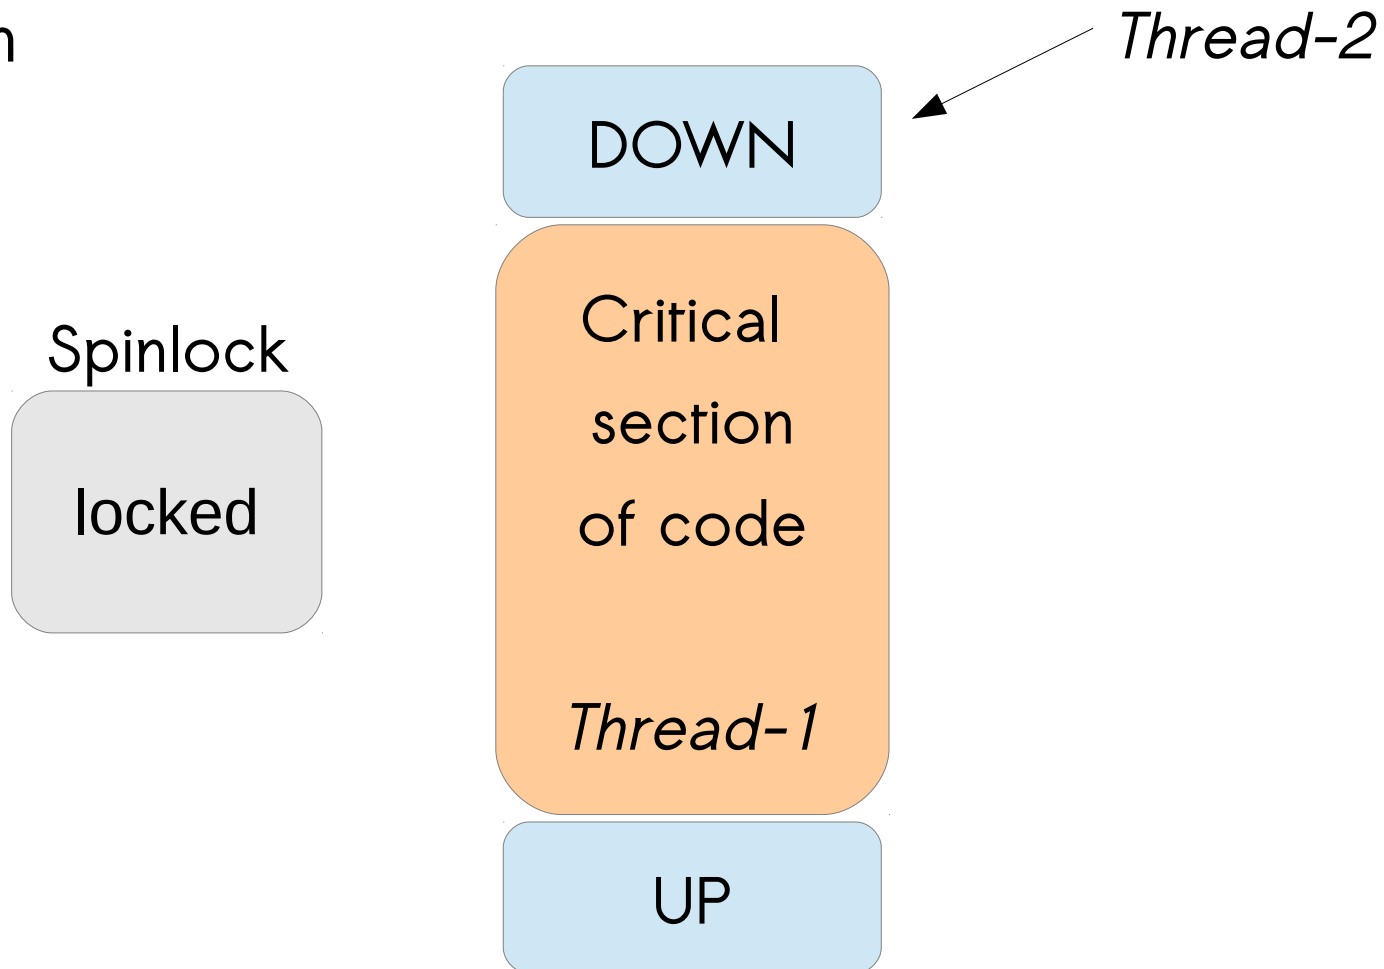 n
Thread-2
DOWN
Critical
section
of code
Spinlock
locked
Thread-1
UP